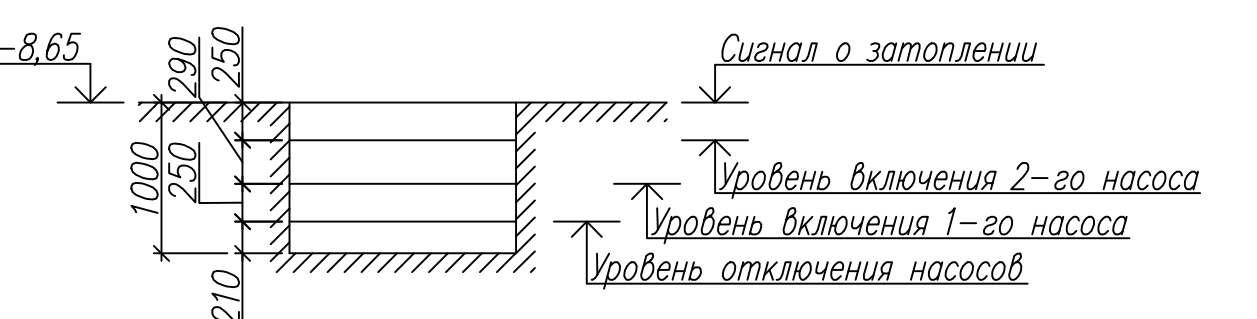 -8,65
290
250
1000
250
210
Сигнал о затоплении
Уровень включения 2-го насоса
Уровень включения 1-го насоса
Уровень отключения насосов